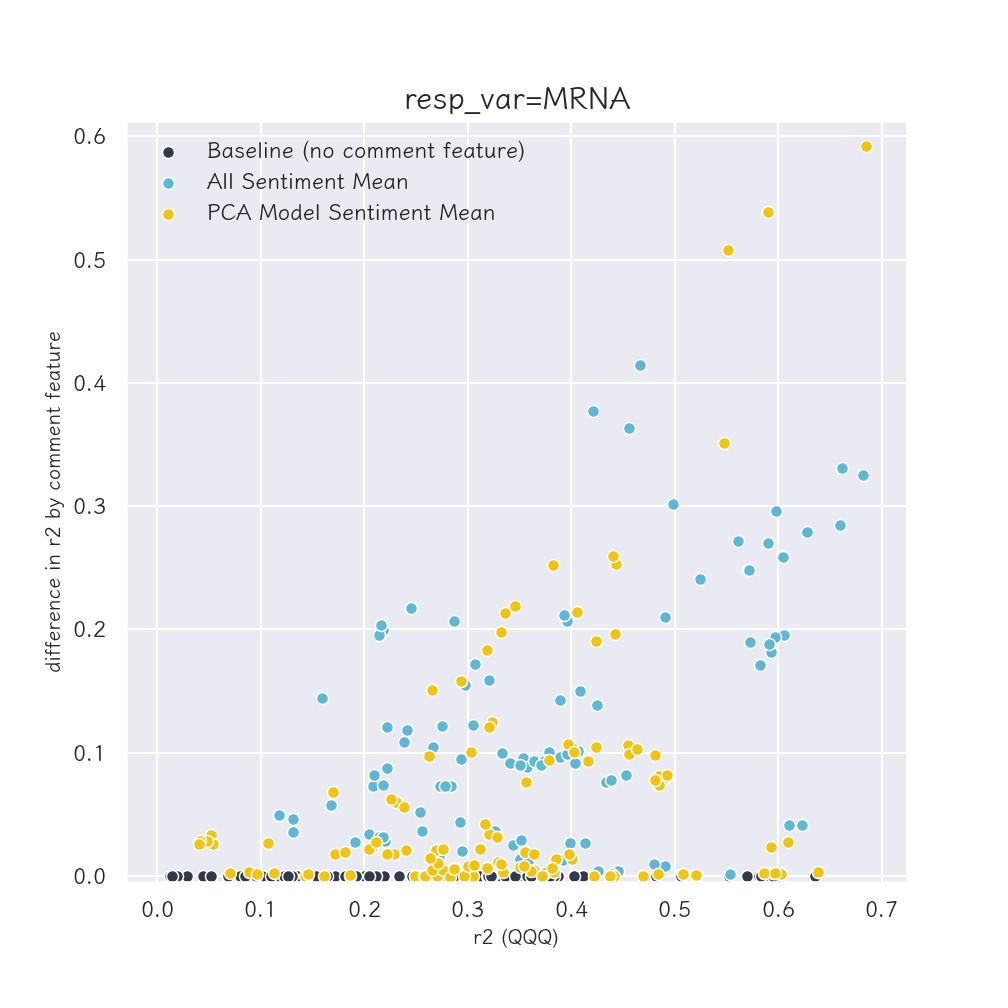 resp_var=MRNA
Baseline (no comment feature)
All Sentiment Mean
PCA Model Sentiment Mean
0.6
0.5
0.4
0.3
0.2
0.1
0.0
difference in r2 by comment feature
0.0 0.1 0.2 0.3 0.4 0.5 0.6 0.7
r2 (QQQ)